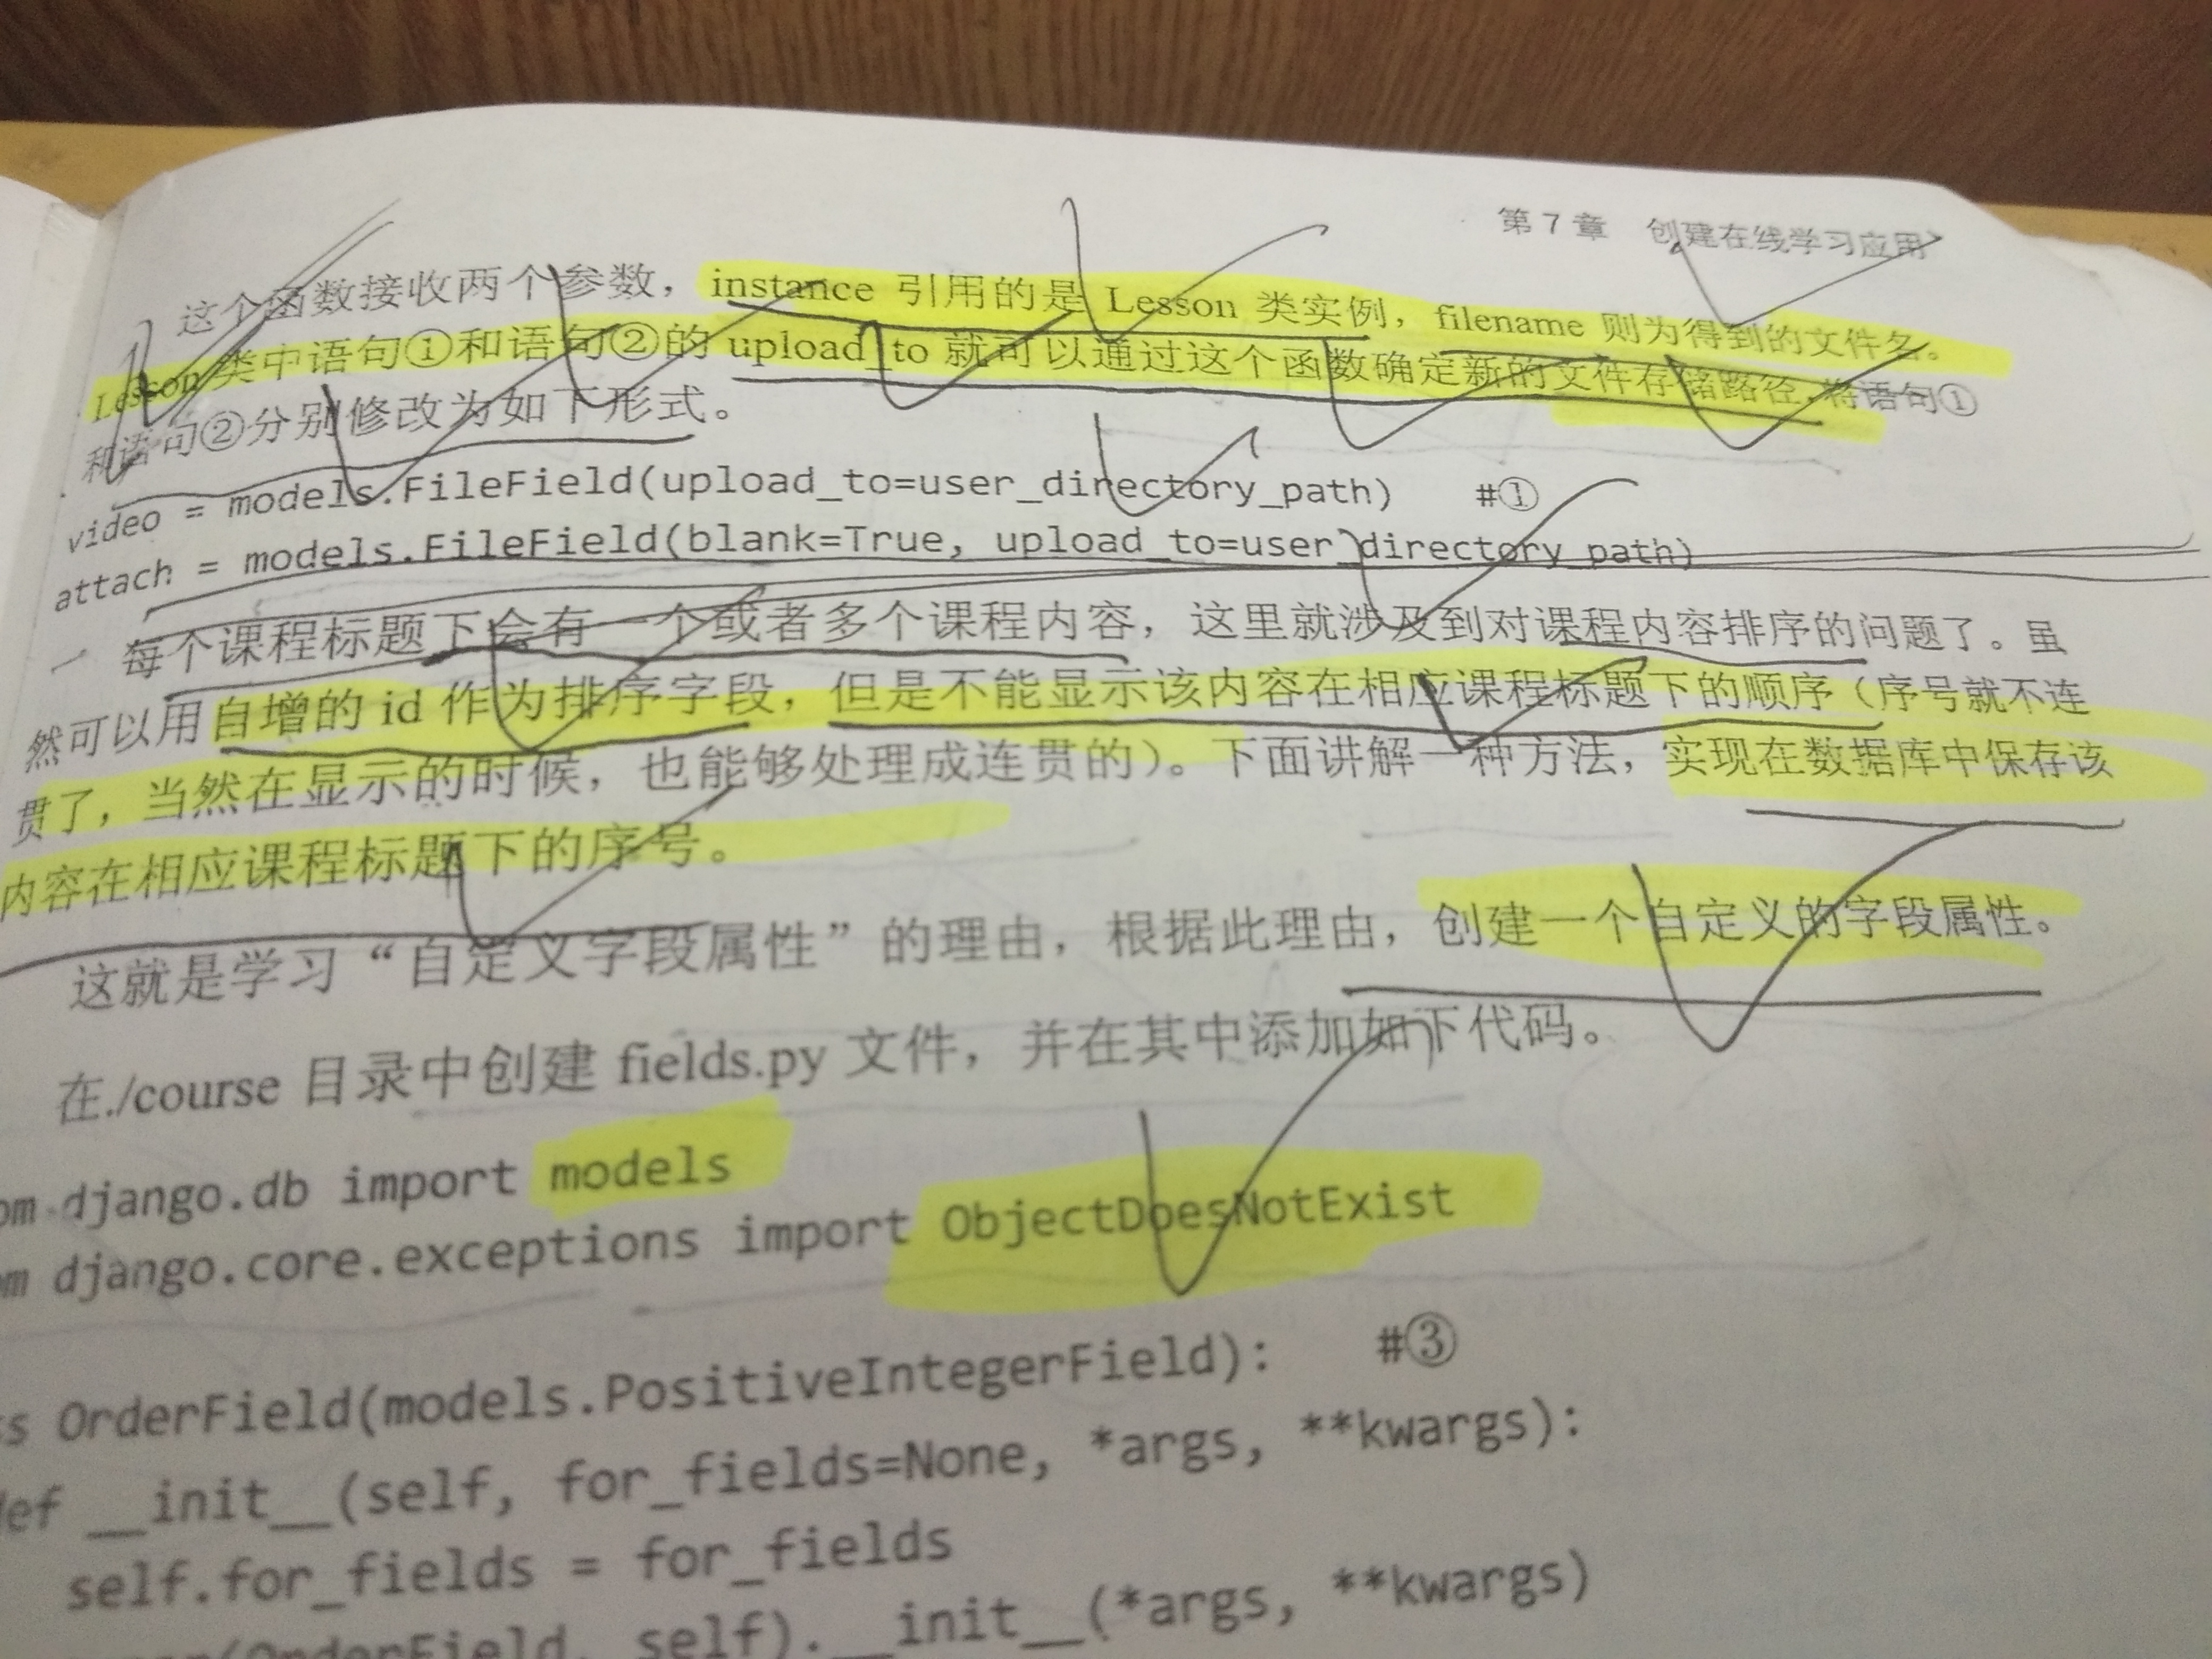 第 7 章 创建在线学习应用
这个函数接收两个参数，instance 引用的是 Lesson 类实例，filename 则为得到的文件名。
Lesson 类中语句①和语句②的 upload_to 就可以通过这个函数确定新的文件存储路径，将语句①
和语句②分别修改为如下形式。
video = models.FileField(upload_to=user_directory_path) #①
attach = models.FileField(blank=True, upload_to=user_directory_path)
每个课程标题下会有一个或者多个课程内容，这里就涉及到对课程内容排序的问题了。虽
然可以用自增的 id 作为排序字段，但是不能显示该内容在相应课程标题下的顺序（序号就不连
贯了，当然在显示的时候，也能够处理成连贯的）。下面讲解一种方法，实现在数据库中保存该
内容在相应课程标题下的序号。
这就是学习“自定义字段属性”的理由，根据此理由，创建一个自定义的字段属性。
在./course 目录中创建 fields.py 文件，并在其中添加如下代码。
om django.db import models
om django.core.exceptions import ObjectDoesNotExist
ss OrderField(models.PositiveIntegerField): #③
def __init__(self, for_fields=None, *args, **kwargs):
self.for_fields = for_fields
(OrderField, self).__init__(*args, **kwargs)